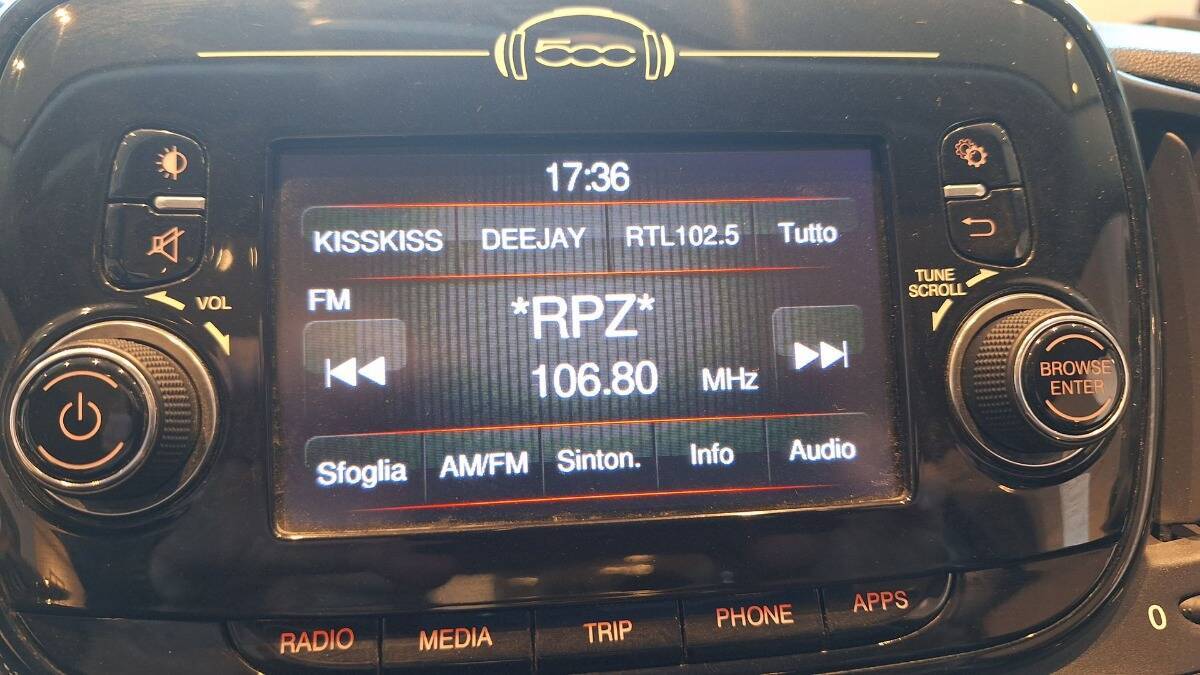 500
17:36
KISSKISS DEEJAY RTL102.5 Tutto
VOL
TUNE
SCROLL
FM
*RPZ*
106.80 MHz
BROWSE
ENTER
Sfoglia AM/FM Sinton. Info Audio
RADIO MEDIA TRIP PHONE APPS
0